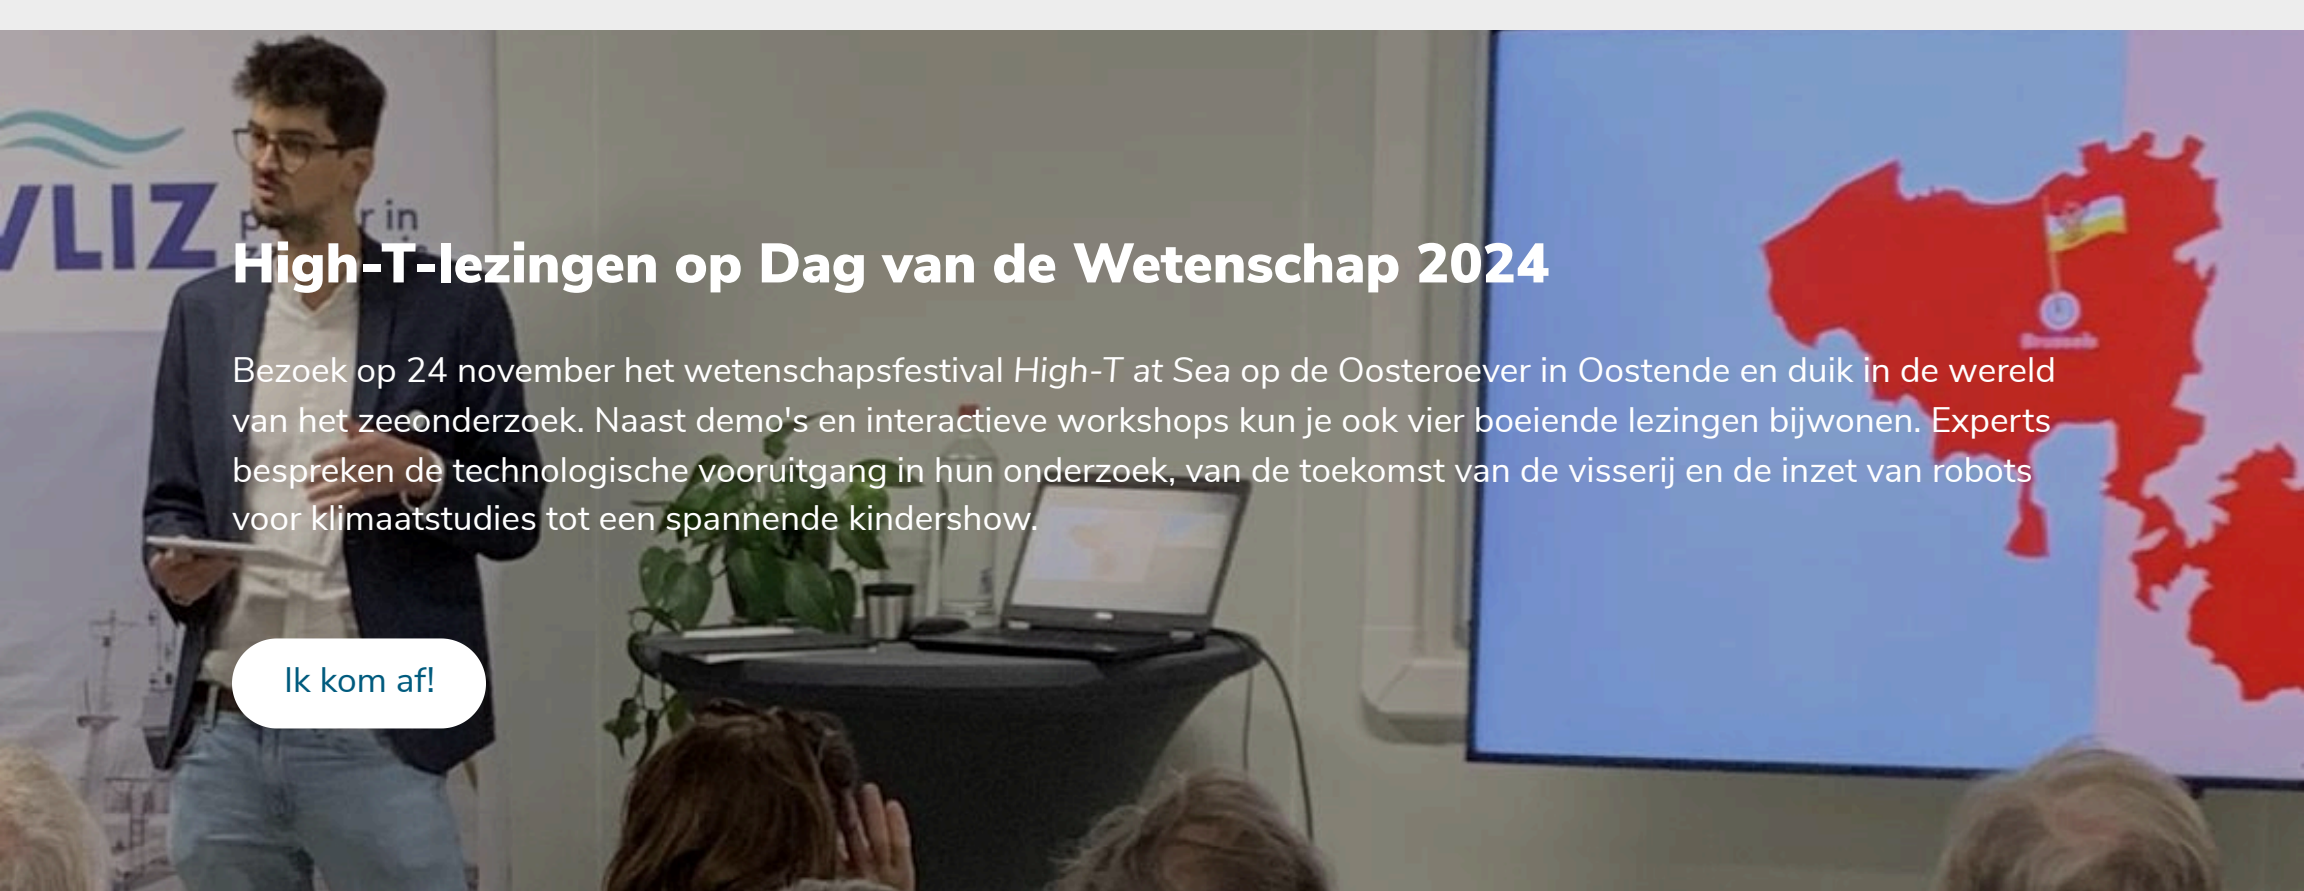 VLIZ
r in
High-T-lezingen op Dag van de Wetenschap 2024
Brussels
Bezoek op 24 november het wetenschapsfestival High-T at Sea op de Oosteroever in Oostende en duik in de wereld
van het zeeonderzoek. Naast demo's en interactieve workshops kun je ook vier boeiende lezingen bijwonen. Experts
bespreken de technologische vooruitgang in hun onderzoek, van de toekomst van de visserij en de inzet van robots
voor klimaatstudies tot een spannende kindershow.
Ik kom af!